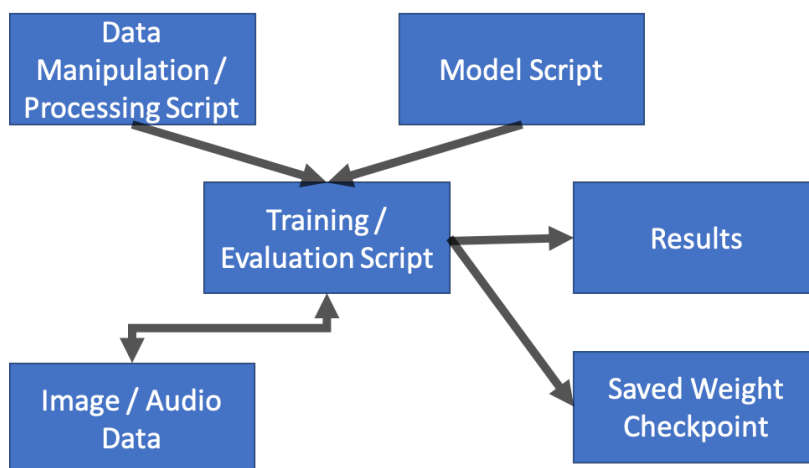 Data
Manipulation /
Processing Script
Model Script
Training /
Evaluation Script
Results
Image / Audio
Data
Saved Weight
Checkpoint